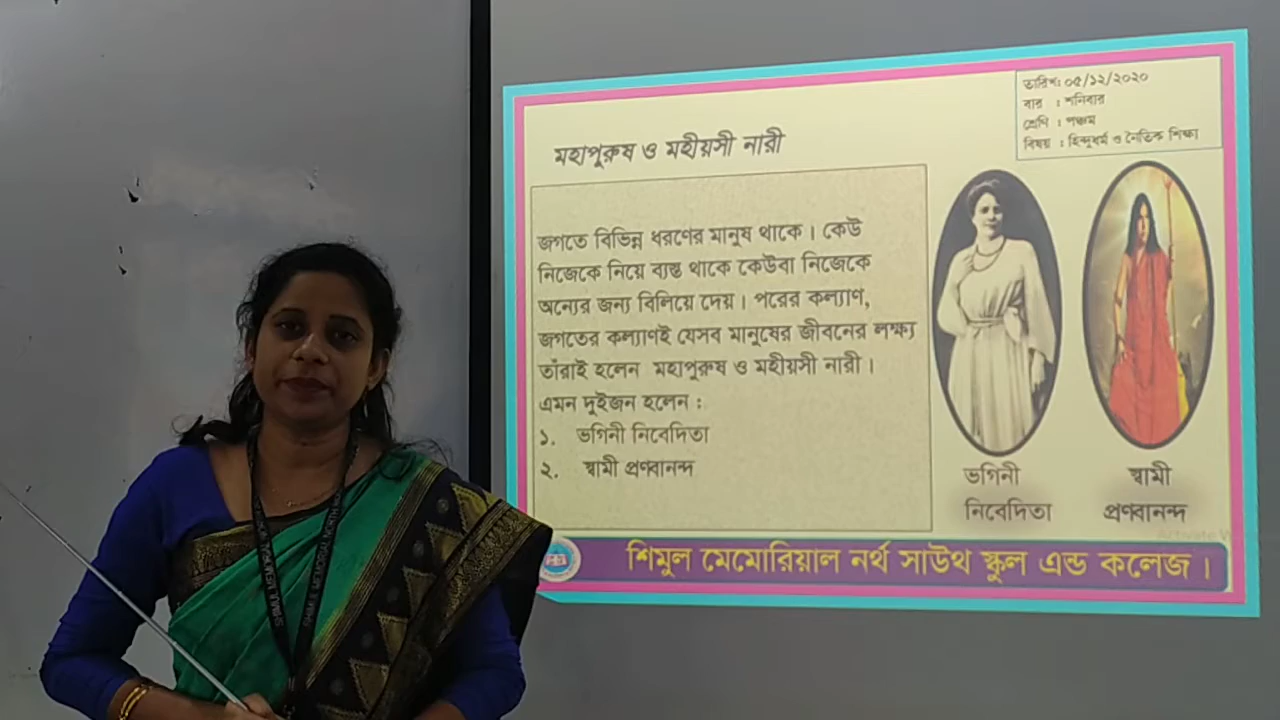 তারিখ: ০৫/১২/২০২০
বার : শনিবার
শ্রেণি : পঞ্চম
বিষয় : হিন্দুধর্ম ও নৈতিক শিক্ষা
মহাপুরুষ ও মহীয়সী নারী
জগতে বিভিন্ন ধরণের মানুষ থাকে। কেউ
নিজেকে নিয়ে ব্যস্ত থাকে কেউবা নিজেকে
অন্যের জন্য বিলিয়ে দেয়। পরের কল্যাণ,
জগতের কল্যাণই যেসব মানুষের জীবনের লক্ষ্য
তাঁরাই হলেন মহাপুরুষ ও মহীয়সী নারী।
এমন দুইজন হলেন :
১. ভগিনী নিবেদিতা
২. স্বামী প্রণবানন্দ
ভগিনী
নিবেদিতা
স্বামী
প্রণবানন্দ
শিমুল মেমোরিয়াল নর্থ সাউথ স্কুল এন্ড কলেজ।